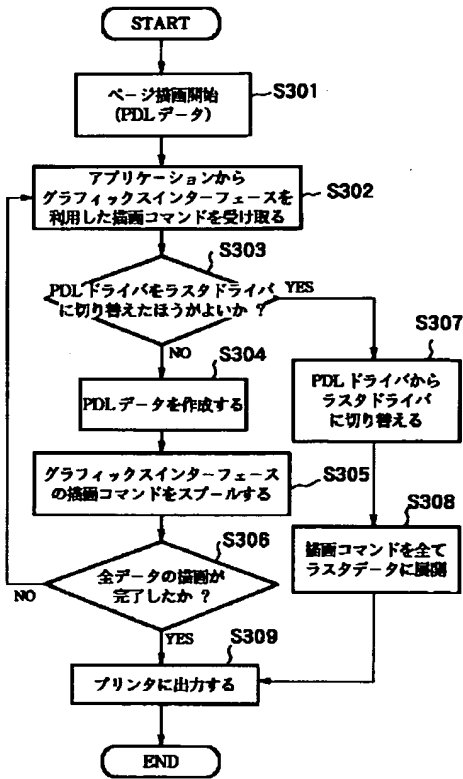 START
ページ描画開始
(PDLデータ)
S301
アプリケーションから
グラフィックスインターフェースを
利用した描画コマンドを受け取る
S302
S303
PDLドライバをラスタドライバ
に切り替えたほうがよいか ?
YES
NO
S304
PDLデータを作成する
S307
PDLドライバから
ラスタドライバ
に切り替える
グラフィックスインターフェース
の描画コマンドをスプールする
S305
S308
描画コマンドを全て
ラスタデータに展開
S306
全データの描画が
完了したか ?
NO
YES
S309
プリンタに出力する
END